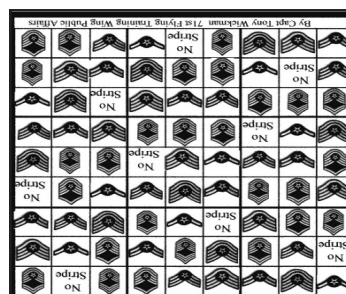 No
Stripe
No
Stripe
No
Stripe
No
Stripe
No
Stripe
No
Stripe
No
Stripe
No
Stripe
No
Stripe
By Capt Tony Wickman 71st Flying Training Wing Public Affairs